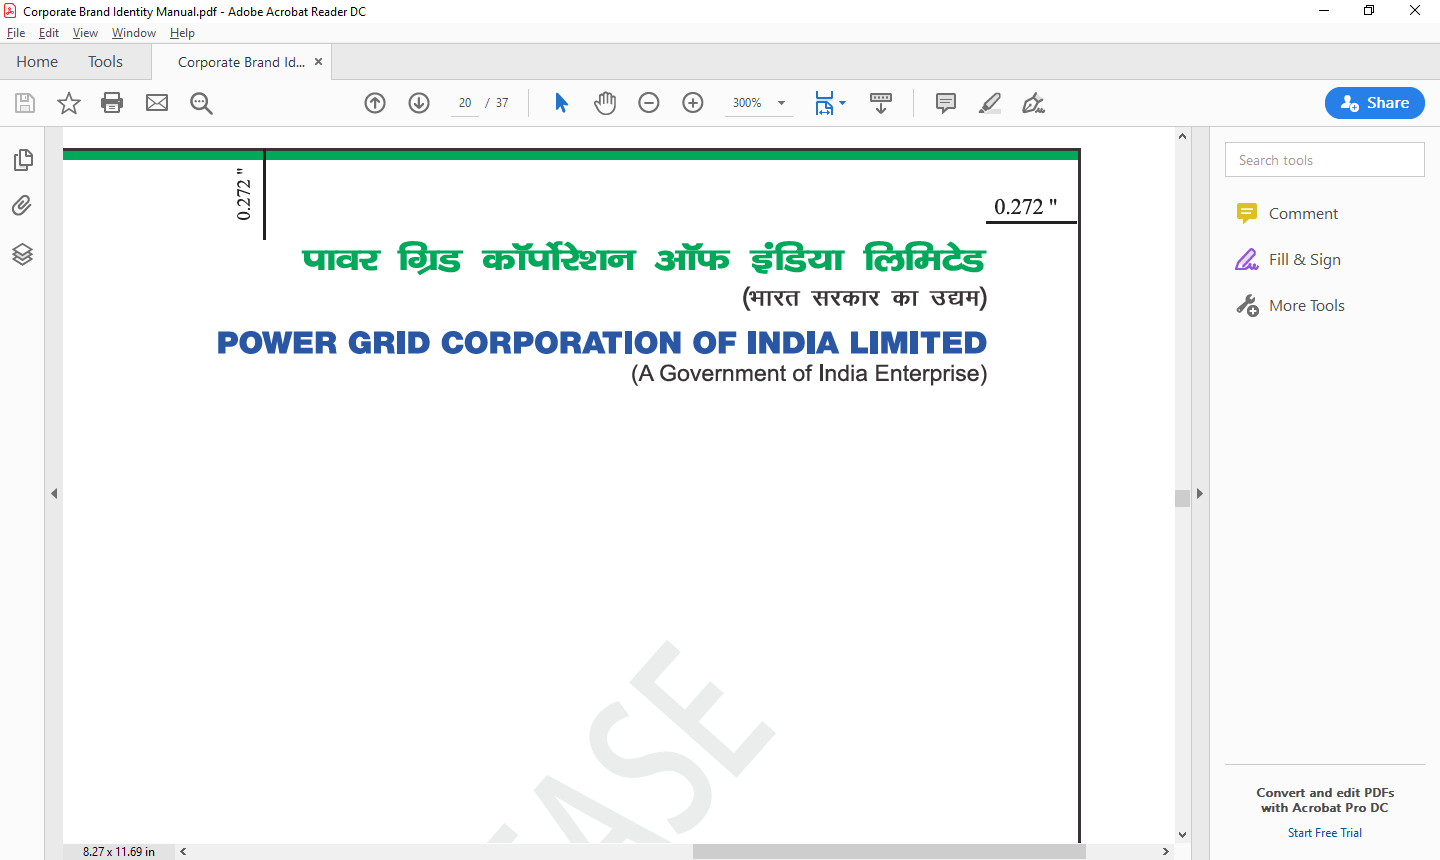 Corporate Brand Identity Manual.pdf - Adobe Acrobat Reader DC
File Edit View Window Help
Home Tools Corporate Brand Id... ×
20 / 37 300% Share
Search tools
Comment
Fill & Sign
More Tools
0.272 "
0.272 "
पावर ग्रिड कॉर्पोरेशन ऑफ इंडिया लिमिटेड
(भारत सरकार का उद्यम)
POWER GRID CORPORATION OF INDIA LIMITED
(A Government of India Enterprise)
EASE
Convert and edit PDFs
with Acrobat Pro DC
Start Free Trial
8.27 x 11.69 in